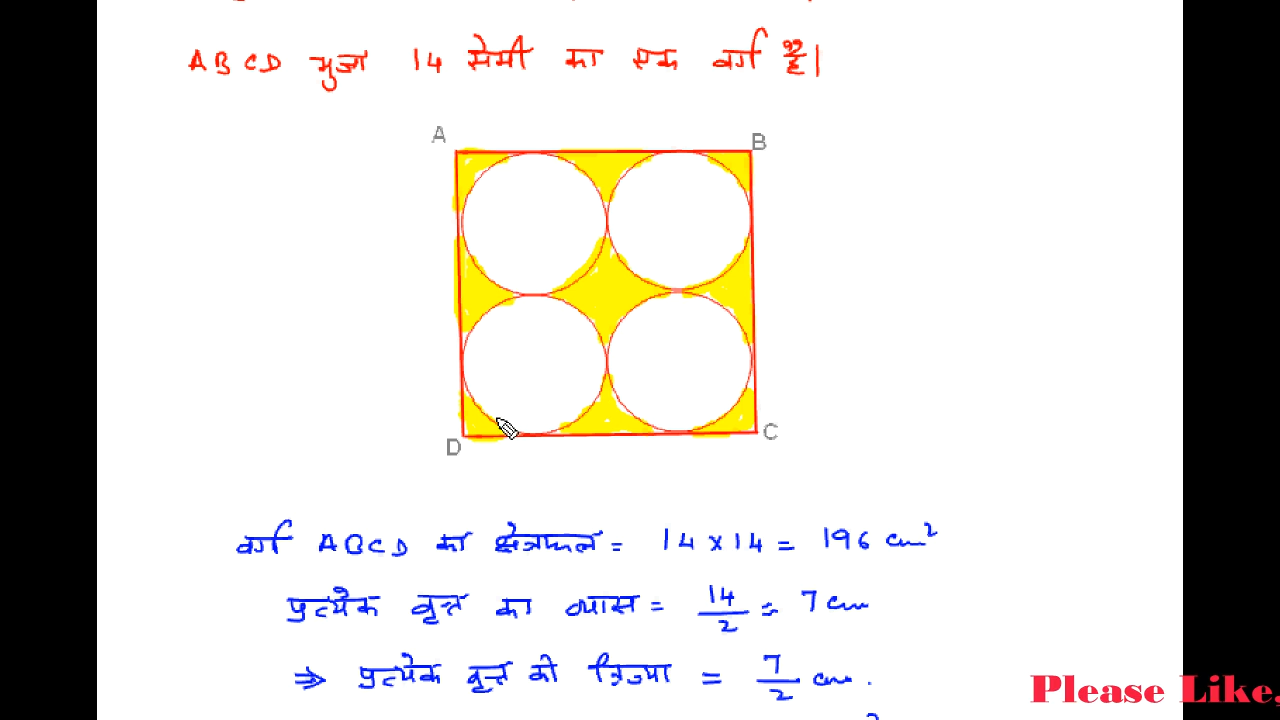 ABCD भुजा 14 सेमी का एक वर्ग है।
A
B
D
C
वर्ग ABCD का क्षेत्रफल = 14 × 14 = 196 cm²
प्रत्येक वृत्त का व्यास = 14/2 = 7 cm
⇒ प्रत्येक वृत्त की त्रिज्या = 7/2 cm.
Please Like,